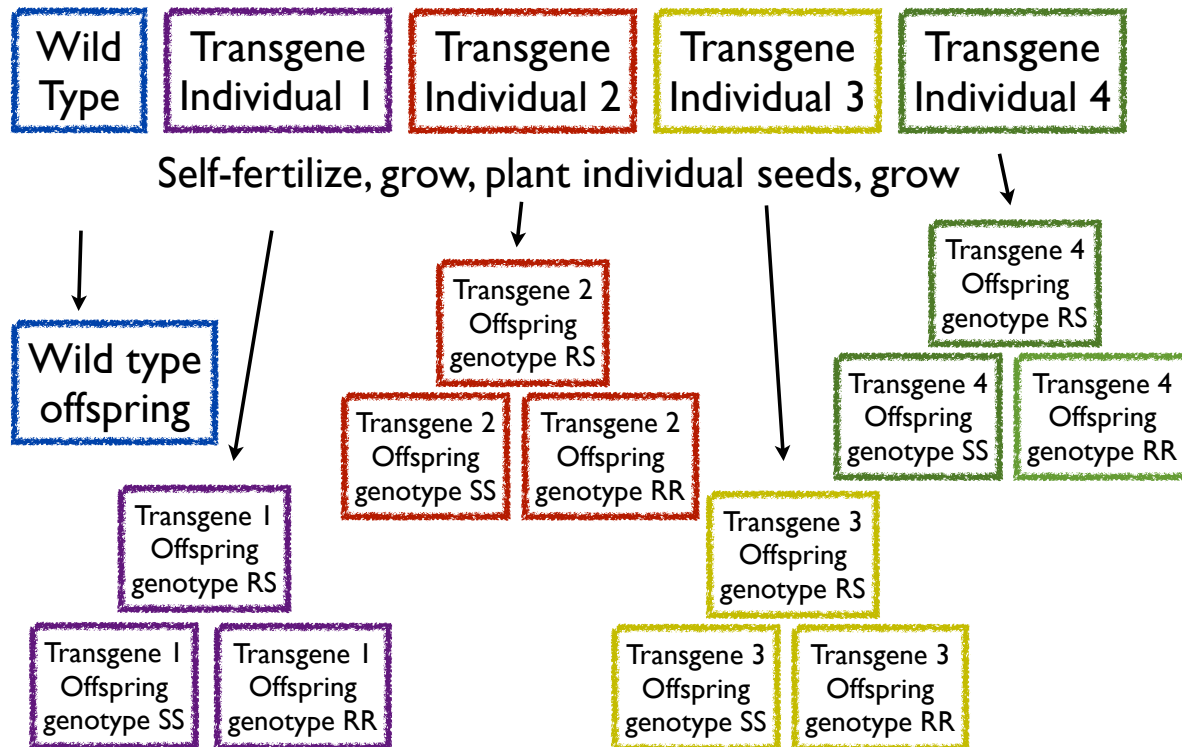 Wild
Type
Transgene
Individual 1
Transgene
Individual 2
Transgene
Individual 3
Transgene
Individual 4
Self-fertilize, grow, plant individual seeds, grow
Wild type
offspring
Transgene 1
Offspring
genotype RS
Transgene 1
Offspring
genotype SS
Transgene 1
Offspring
genotype RR
Transgene 2
Offspring
genotype RS
Transgene 2
Offspring
genotype SS
Transgene 2
Offspring
genotype RR
Transgene 3
Offspring
genotype RS
Transgene 3
Offspring
genotype SS
Transgene 3
Offspring
genotype RR
Transgene 4
Offspring
genotype RS
Transgene 4
Offspring
genotype SS
Transgene 4
Offspring
genotype RR